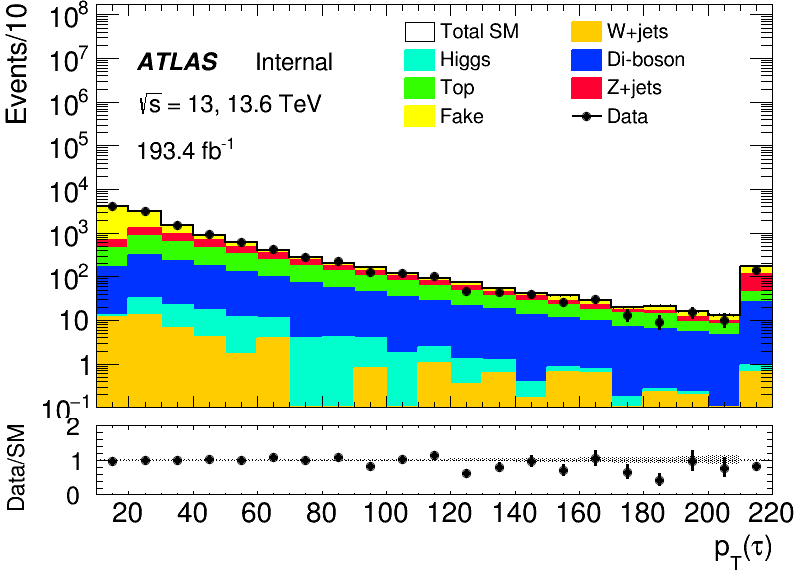 Events/10
10⁸
10⁷
10⁶
10⁵
10⁴
10³
10²
10
1
10⁻¹
ATLAS Internal
√s = 13, 13.6 TeV
193.4 fb⁻¹
Total SM
Higgs
Top
Fake
W+jets
Di-boson
Z+jets
Data
Data/SM
2
1
0
20 40 60 80 100 120 140 160 180 200 220
p_T(τ)